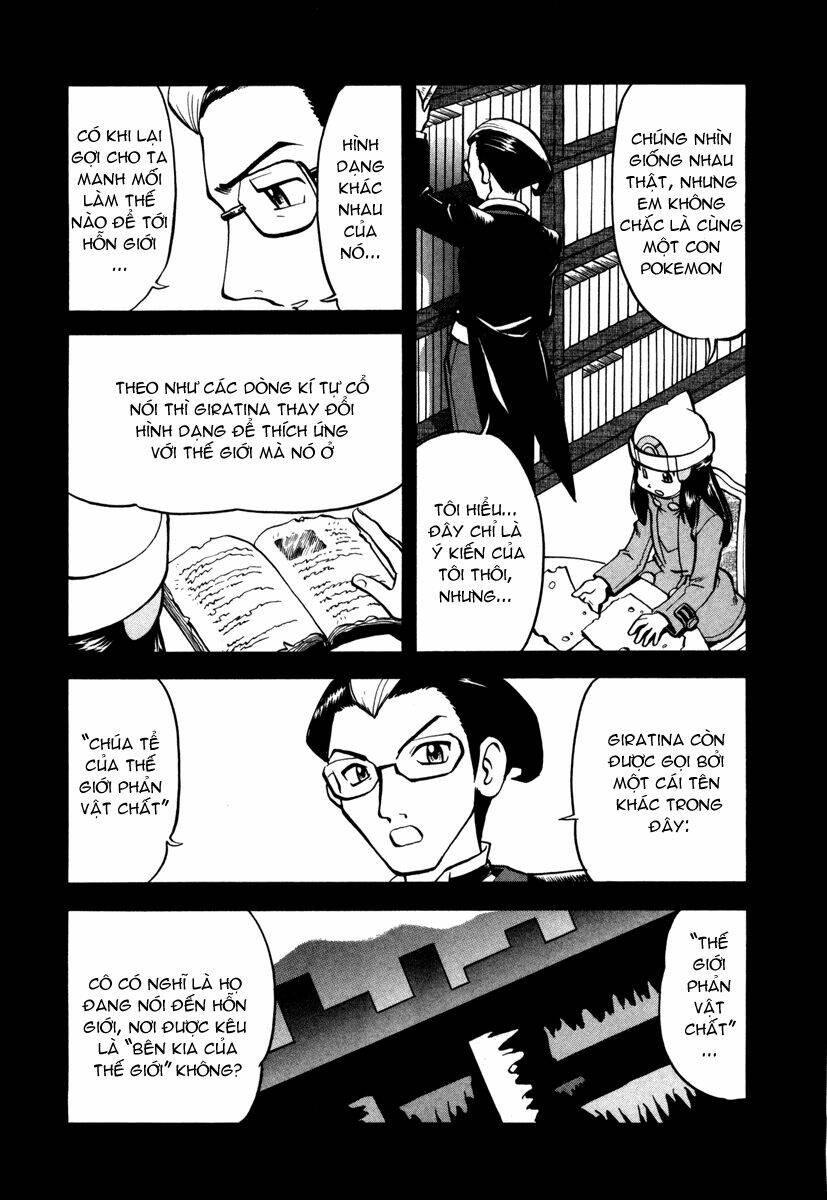 CHÚNG NHÌN
GIỐNG NHAU
THẬT, NHƯNG
EM KHÔNG
CHẮC LÀ CÙNG
MỘT CON
POKEMON
TÔI HIỂU...
ĐÂY CHỈ LÀ
Ý KIẾN CỦA
TÔI THÔI,
NHƯNG...
HÌNH
DẠNG
KHÁC
NHAU
CỦA
NÓ...
CÓ KHI LẠI
GỢI CHO TA
MANH MỐI
LÀM THẾ
NÀO ĐỂ TỚI
HỖN GIỚI
...
THEO NHƯ CÁC DÒNG KÍ TỰ CỔ
NÓI THÌ GIRATINA THAY ĐỔI
HÌNH DẠNG ĐỂ THÍCH ỨNG
VỚI THẾ GIỚI MÀ NÓ Ở
GIRATINA CÒN
ĐƯỢC GỌI BỞI
MỘT CÁI TÊN
KHÁC TRONG
ĐÂY:
"CHÚA TỂ
CỦA THẾ
GIỚI PHẢN
VẬT CHẤT"
"THẾ
GIỚI
PHẢN
VẬT
CHẤT"
...
CÔ CÓ NGHĨ LÀ HỌ
ĐANG NÓI ĐẾN HỖN
GIỚI, NƠI ĐƯỢC KÊU
LÀ "BÊN KIA CỦA
THẾ GIỚI" KHÔNG?